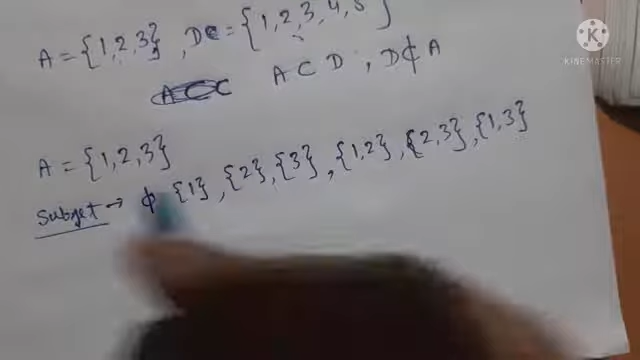 A = {1,2,3}, D = {1,2,3,4,5}
A ⊂ D ; D ⊄ A
A = {1,2,3}
Subset → ϕ {1}, {2}, {3}, {1,2}, {2,3}, {1,3}
KINEMASTER